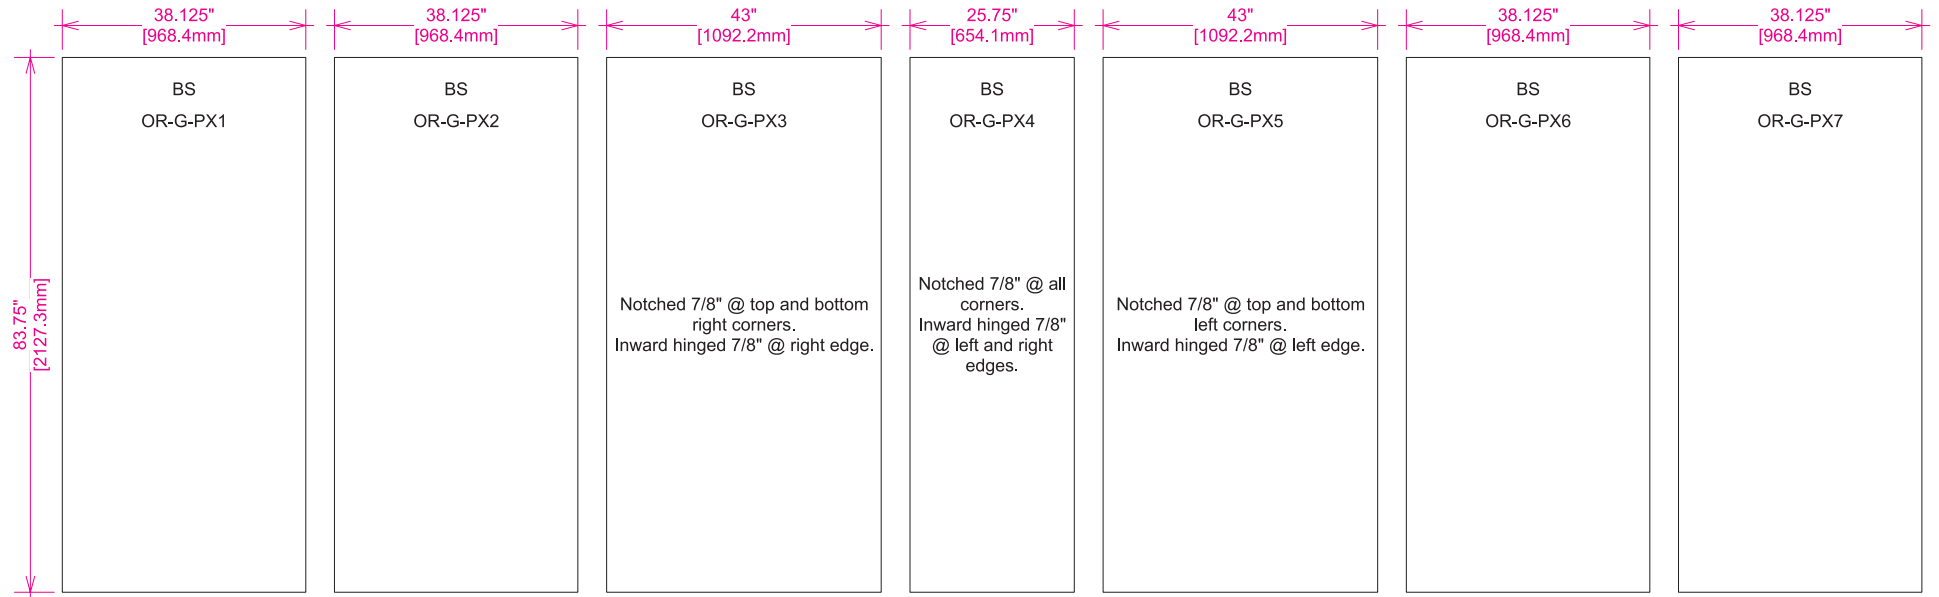 38.125"
[968.4mm]
38.125"
[968.4mm]
43"
[1092.2mm]
25.75"
[654.1mm]
43"
[1092.2mm]
38.125"
[968.4mm]
38.125"
[968.4mm]
83.75"
[2127.3mm]
BS
OR-G-PX1
BS
OR-G-PX2
BS
OR-G-PX3
Notched 7/8" @ top and bottom
right corners.
Inward hinged 7/8" @ right edge.
BS
OR-G-PX4
Notched 7/8" @ all
corners.
Inward hinged 7/8"
@ left and right
edges.
BS
OR-G-PX5
Notched 7/8" @ top and bottom
left corners.
Inward hinged 7/8" @ left edge.
BS
OR-G-PX6
BS
OR-G-PX7